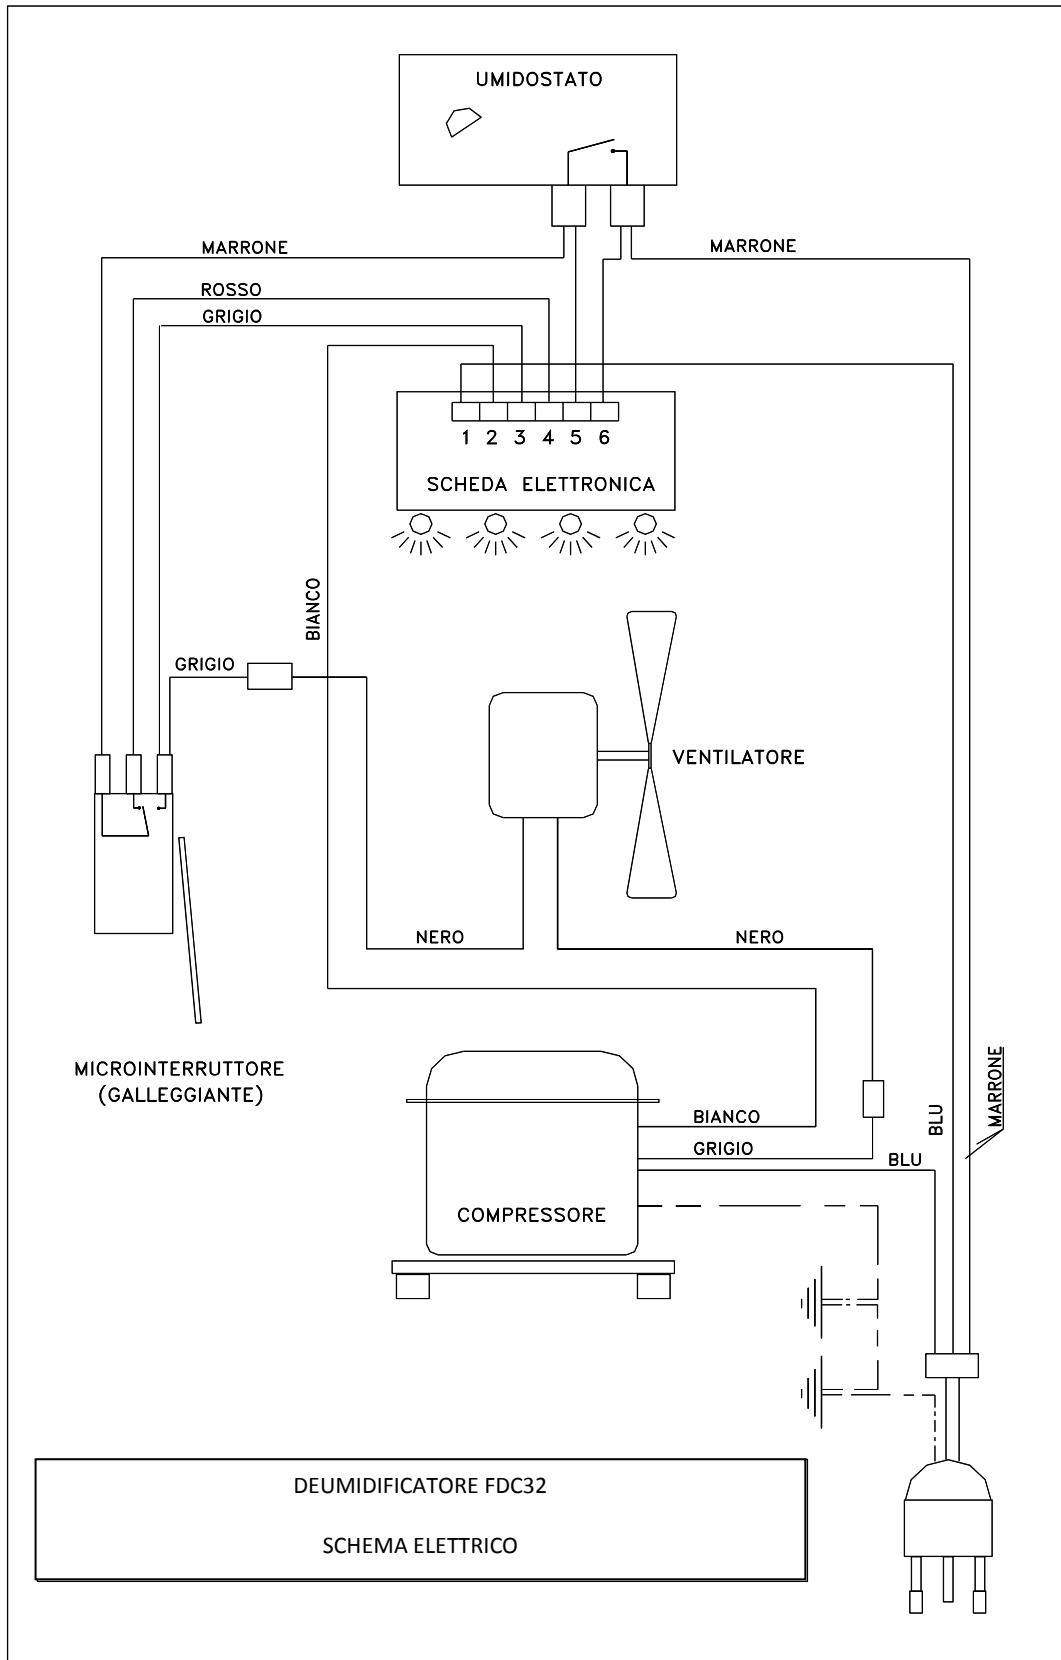 UMIDOSTATO
MARRONE
MARRONE
ROSSO
GRIGIO
1 2 3 4 5 6
SCHEDA ELETTRONICA
BIANCO
GRIGIO
VENTILATORE
NERO
NERO
MICROINTERRUTTORE
(GALLEGGIANTE)
BIANCO
GRIGIO
BLU
BLU
MARRONE
COMPRESSORE
DEUMIDIFICATORE FDC32
SCHEMA ELETTRICO